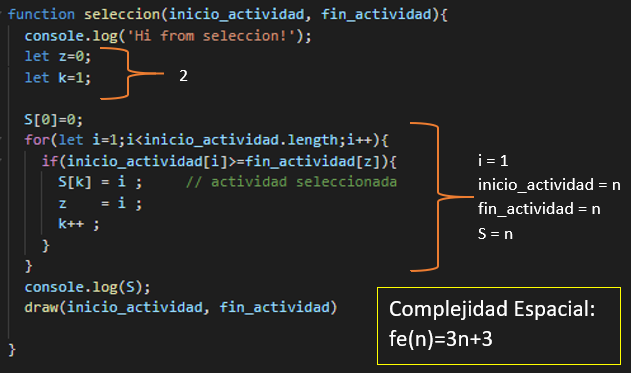 function seleccion(inicio_actividad, fin_actividad){
console.log('Hi from seleccion!');
let z=0;
let k=1;
2
S[0]=0;
for(let i=1;i<inicio_actividad.length;i++){
if(inicio_actividad[i]>=fin_actividad[z]){
S[k] = i ;     // actividad seleccionada
z    = i ;
k++ ;
}
}
i = 1
inicio_actividad = n
fin_actividad = n
S = n
console.log(S);
draw(inicio_actividad, fin_actividad)
}
Complejidad Espacial:
fe(n)=3n+3